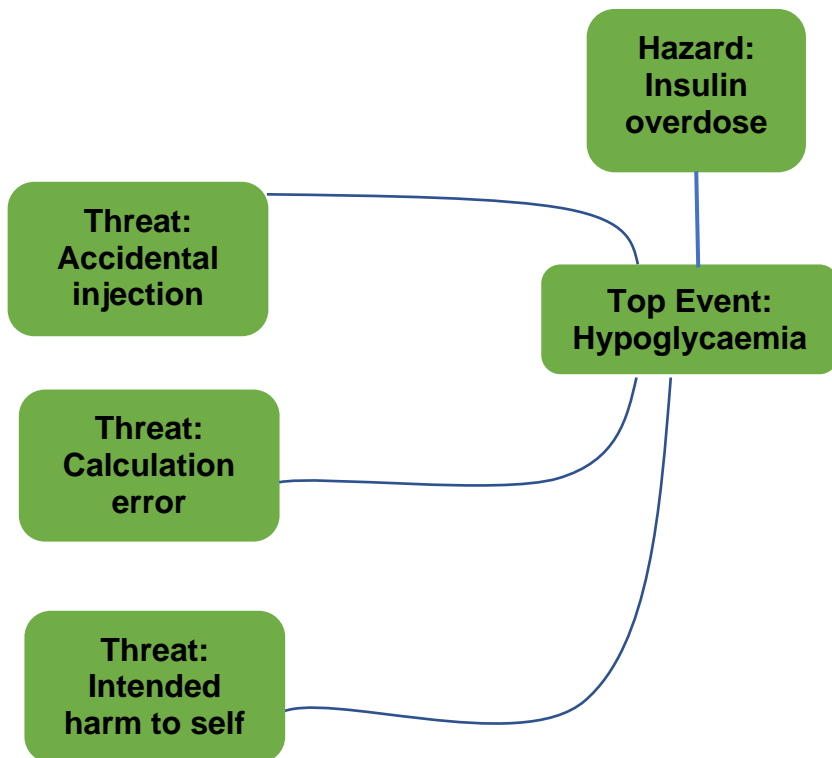 Hazard:
Insulin
overdose
Threat:
Accidental
injection
Top Event:
Hypoglycaemia
Threat:
Calculation
error
Threat:
Intended
harm to self